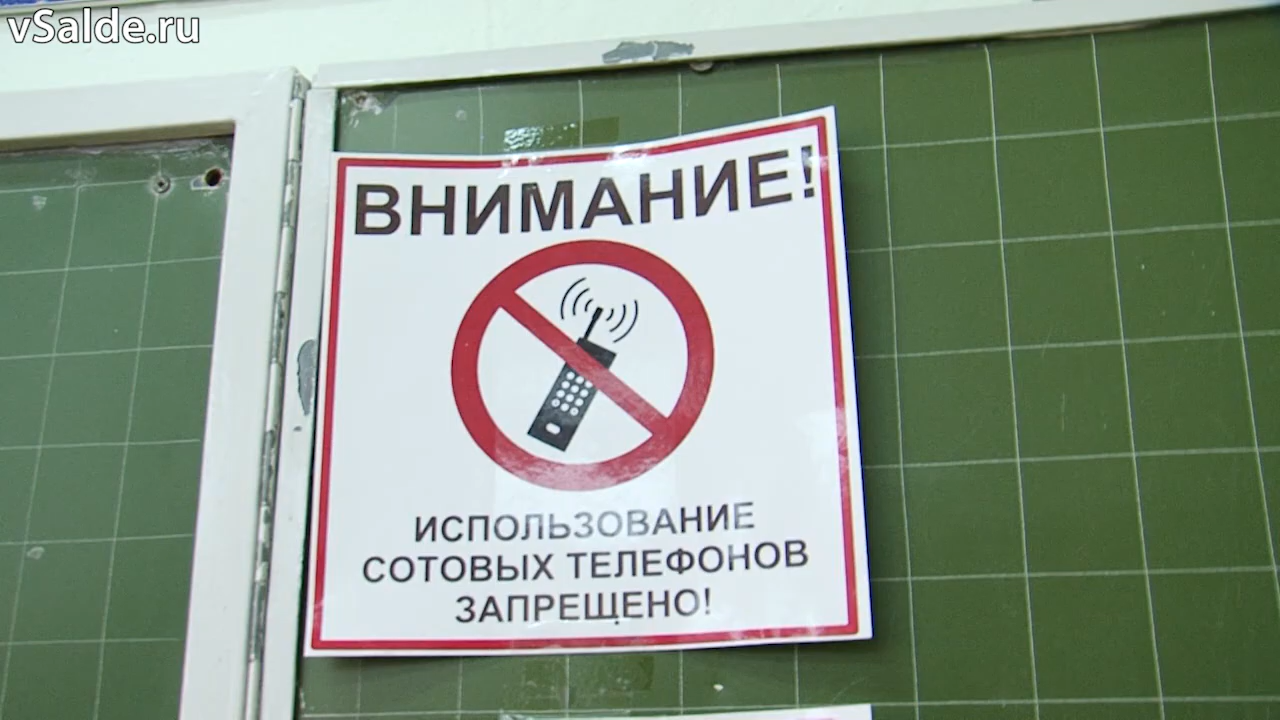 vSalde.ru
ВНИМАНИЕ!
ИСПОЛЬЗОВАНИЕ
СОТОВЫХ ТЕЛЕФОНОВ
ЗАПРЕЩЕНО!